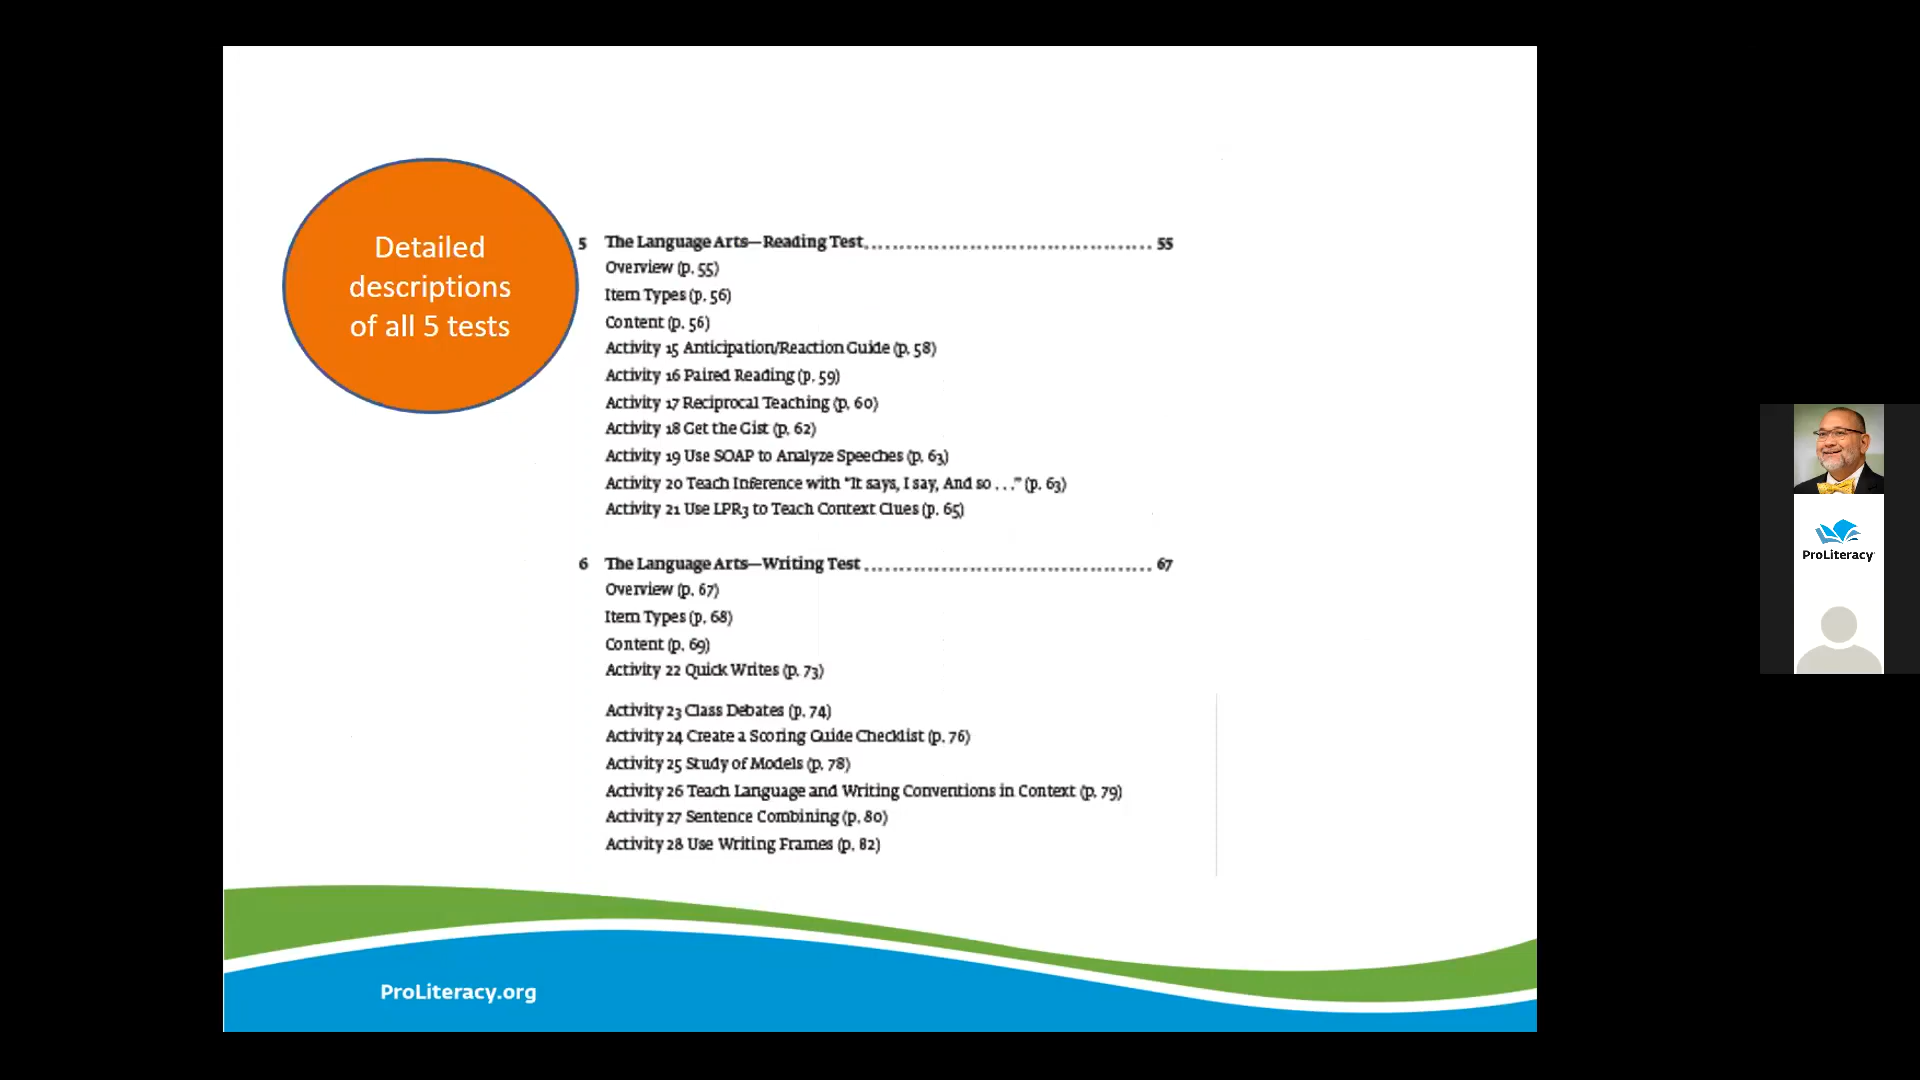 Detailed
descriptions
of all 5 tests
5 The Language Arts—Reading Test........................................ 55
Overview (p. 55)
Item Types (p. 56)
Content (p. 56)
Activity 15 Anticipation/Reaction Guide (p. 58)
Activity 16 Paired Reading (p. 59)
Activity 17 Reciprocal Teaching (p. 60)
Activity 18 Get the Gist (p. 62)
Activity 19 Use SOAP to Analyze Speeches (p. 63)
Activity 20 Teach Inference with “It says, I say, And so . . .” (p. 63)
Activity 21 Use LPR3 to Teach Context Clues (p. 65)
6 The Language Arts—Writing Test ........................................ 67
Overview (p. 67)
Item Types (p. 68)
Content (p. 69)
Activity 22 Quick Writes (p. 73)
Activity 23 Class Debates (p. 74)
Activity 24 Create a Scoring Guide Checklist (p. 76)
Activity 25 Study of Models (p. 78)
Activity 26 Teach Language and Writing Conventions in Context (p. 79)
Activity 27 Sentence Combining (p. 80)
Activity 28 Use Writing Frames (p. 82)
ProLiteracy.org
ProLiteracy